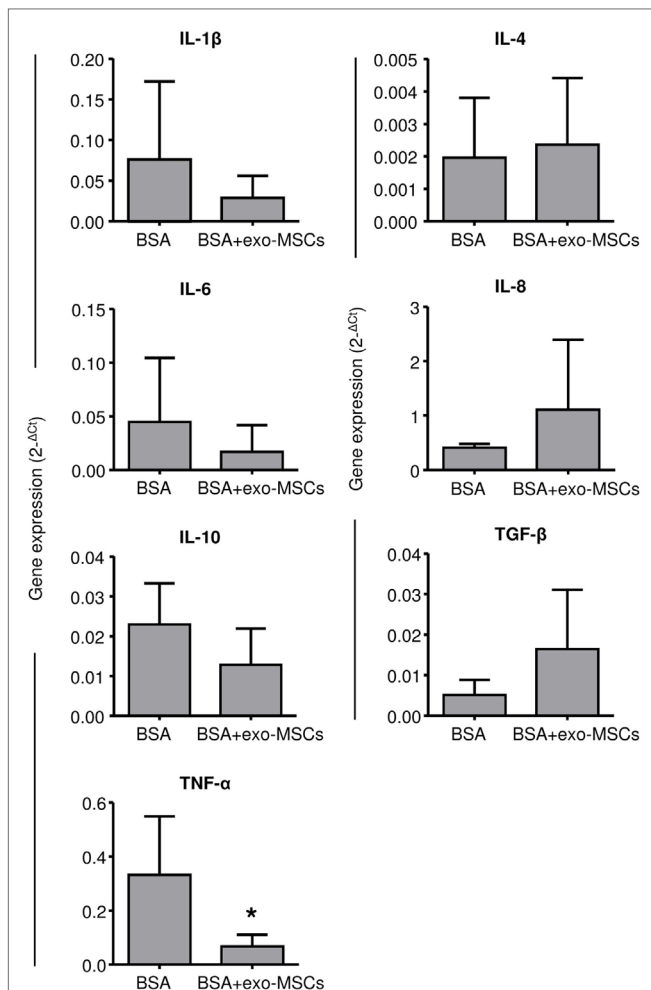 IL-1β
0.20
0.15
0.10
0.05
0.00
BSA
BSA+exo-MSCs
IL-4
0.005
0.004
0.003
0.002
0.001
0.000
BSA
BSA+exo-MSCs
IL-6
0.15
0.10
0.05
0.00
BSA
BSA+exo-MSCs
IL-8
3
2
1
0
BSA
BSA+exo-MSCs
Gene expression (2-ΔCt)
Gene expression (2-ΔCt)
IL-10
0.04
0.03
0.02
0.01
0.00
BSA
BSA+exo-MSCs
TGF-β
0.04
0.03
0.02
0.01
0.00
BSA
BSA+exo-MSCs
TNF-α
0.6
0.4
0.2
0.0
*
BSA
BSA+exo-MSCs